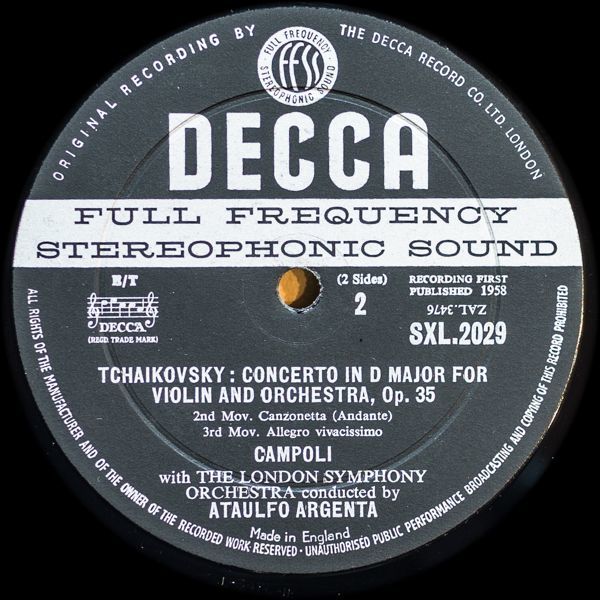 ORIGINAL RECORDING BY THE DECCA RECORD CO. LTD. LONDON
FULL FREQUENCY
FFSS
STEREOPHONIC SOUND
DECCA
FULL FREQUENCY
STEREOPHONIC SOUND
E/T
DECCA
(REGD. TRADE MARK)
(2 Sides)
2
RECORDING FIRST
PUBLISHED 1958
ZAL.3476
SXL.2029
TCHAIKOVSKY : CONCERTO IN D MAJOR FOR
VIOLIN AND ORCHESTRA, Op. 35
2nd Mov. Canzonetta (Andante)
3rd Mov. Allegro vivacissimo
CAMPOLI
with THE LONDON SYMPHONY
ORCHESTRA conducted by
ATAULFO ARGENTA
Made in England
ALL RIGHTS OF THE MANUFACTURER AND OF THE OWNER OF THE RECORDED WORK RESERVED · UNAUTHORISED PUBLIC PERFORMANCE BROADCASTING AND COPYING OF THIS RECORD PROHIBITED